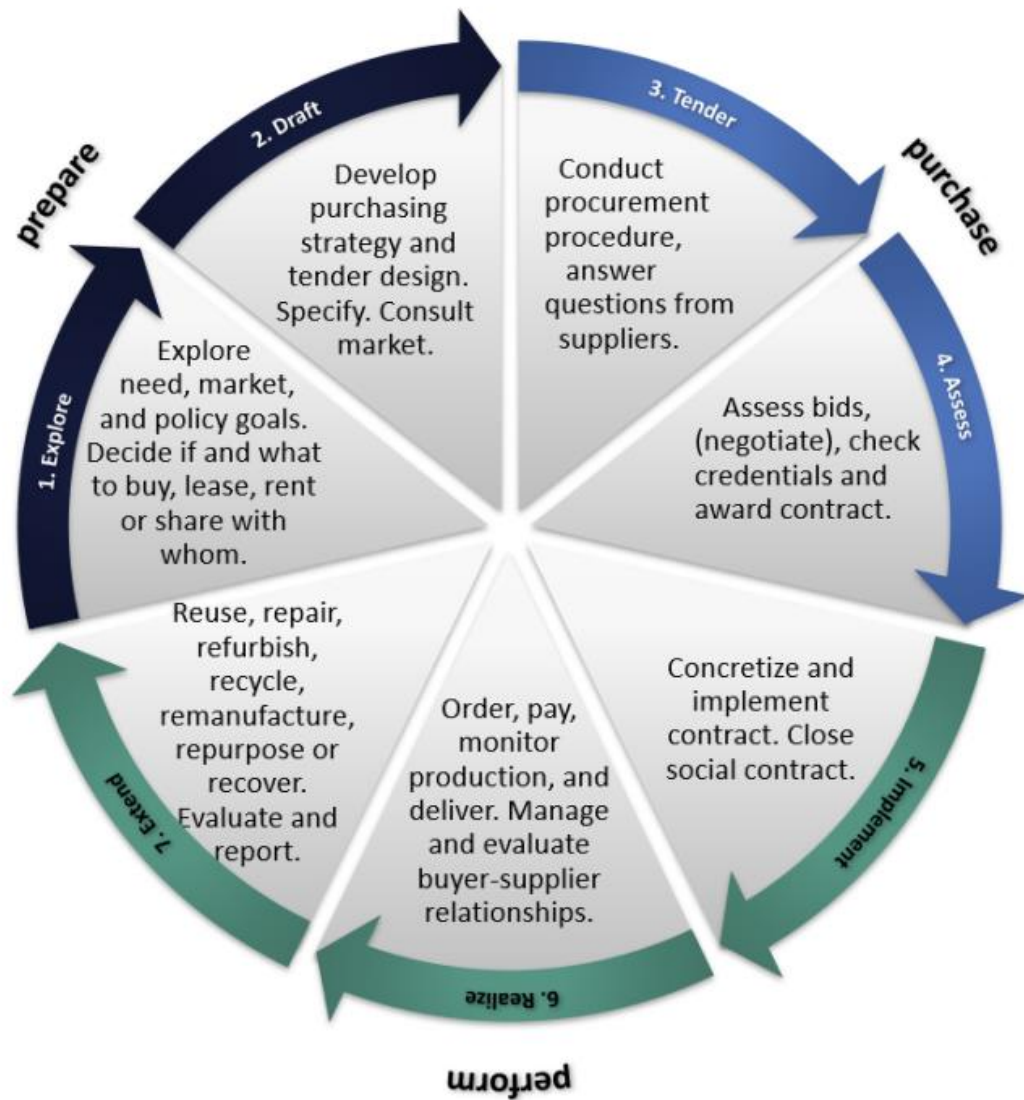 prepare
1. Explore
Explore
need, market,
and policy goals.
Decide if and what
to buy, lease, rent
or share with
whom.
2. Draft
Develop
purchasing
strategy and
tender design.
Specify. Consult
market.
purchase
3. Tender
Conduct
procurement
procedure,
answer
questions from
suppliers.
4. Assess
Assess bids,
(negotiate), check
credentials and
award contract.
perform
5. Implement
Concretize and
implement
contract. Close
social contract.
6. Realize
Order, pay,
monitor
production, and
deliver. Manage
and evaluate
buyer-supplier
relationships.
7. Extend
Reuse, repair,
refurbish,
recycle,
remanufacture,
repurpose or
recover.
Evaluate and
report.